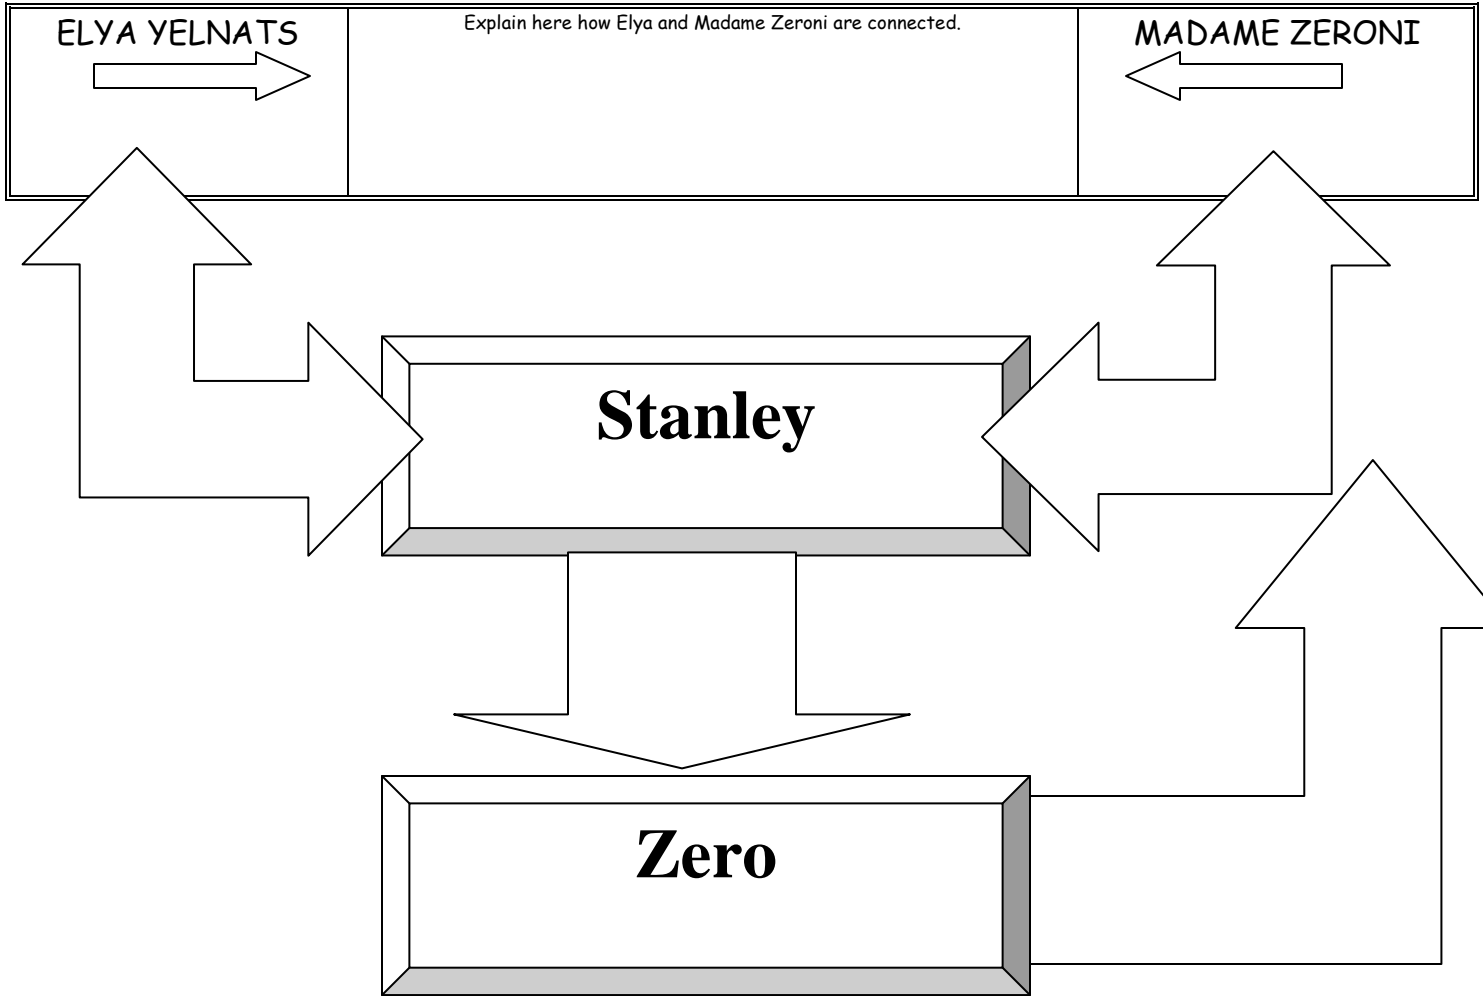 ELYA YELNATS
Explain here how Elya and Madame Zeroni are connected.
MADAME ZERONI
Stanley
Zero